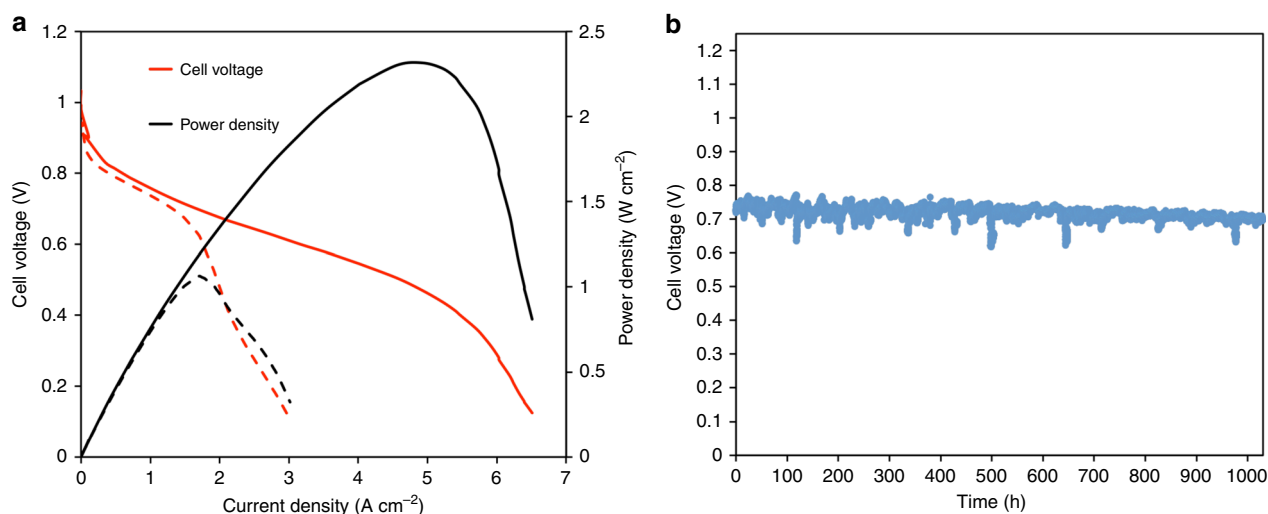 a
1.2
1
0.8
0.6
0.4
0.2
0
Cell voltage (V)
Cell voltage
Power density
2.5
2
1.5
1
0.5
0
Power density (W cm⁻²)
0 1 2 3 4 5 6 7
Current density (A cm⁻²)
b
1.2
1.1
1
0.9
0.8
0.7
0.6
0.5
0.4
0.3
0.2
0.1
0
Cell voltage (V)
0 100 200 300 400 500 600 700 800 900 1000
Time (h)